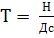 T = Н/Дс